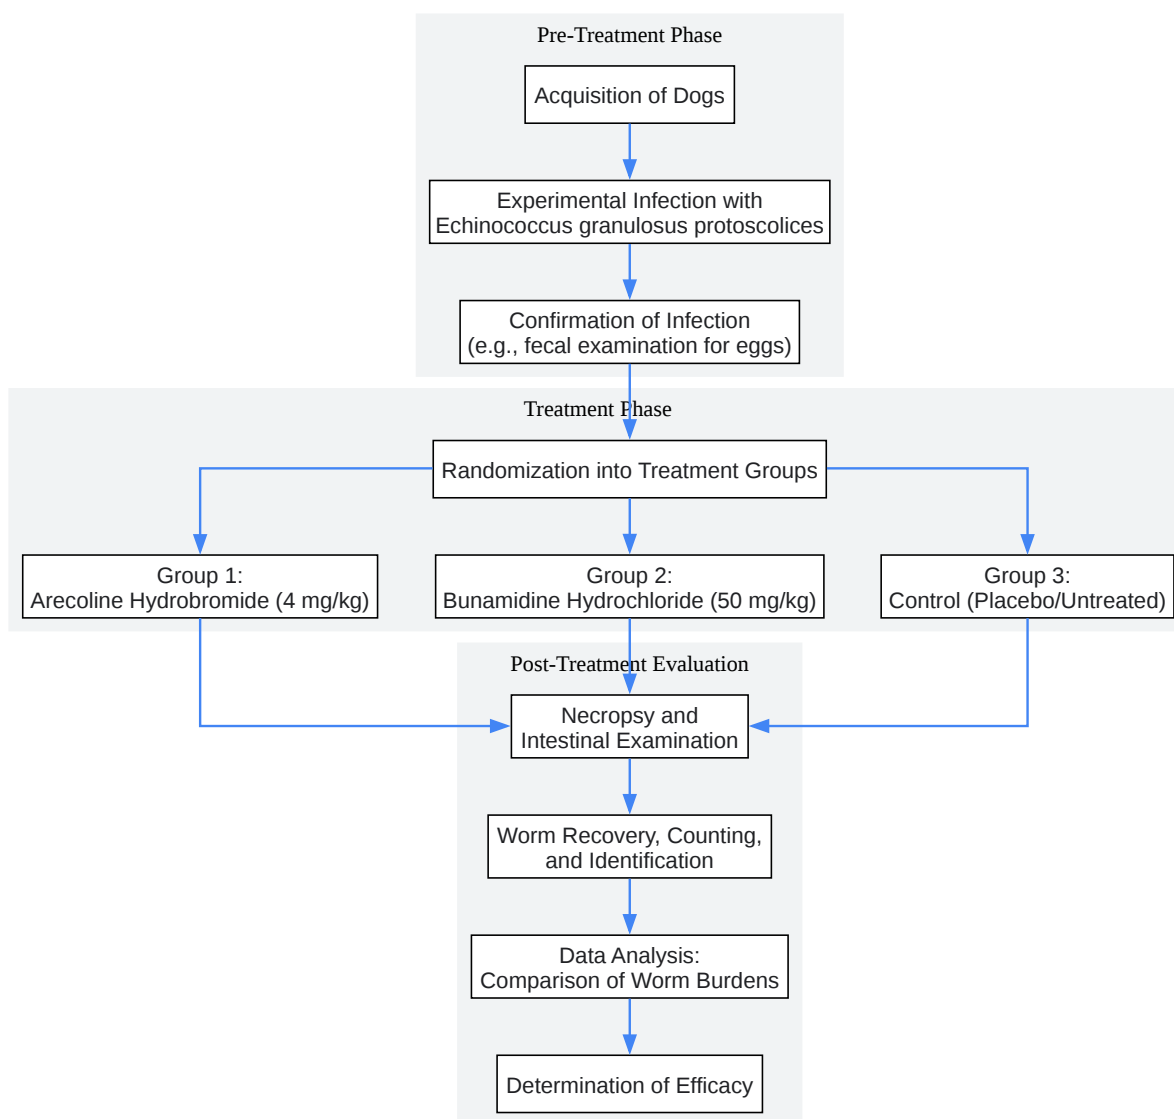 Pre-Treatment Phase
Acquisition of Dogs
Experimental Infection with
Echinococcus granulosus protoscolices
Confirmation of Infection
(e.g., fecal examination for eggs)
Treatment Phase
Randomization into Treatment Groups
Group 1:
Arecoline Hydrobromide (4 mg/kg)
Group 2:
Bunamidine Hydrochloride (50 mg/kg)
Group 3:
Control (Placebo/Untreated)
Post-Treatment Evaluation
Necropsy and
Intestinal Examination
Worm Recovery, Counting,
and Identification
Data Analysis:
Comparison of Worm Burdens
Determination of Efficacy